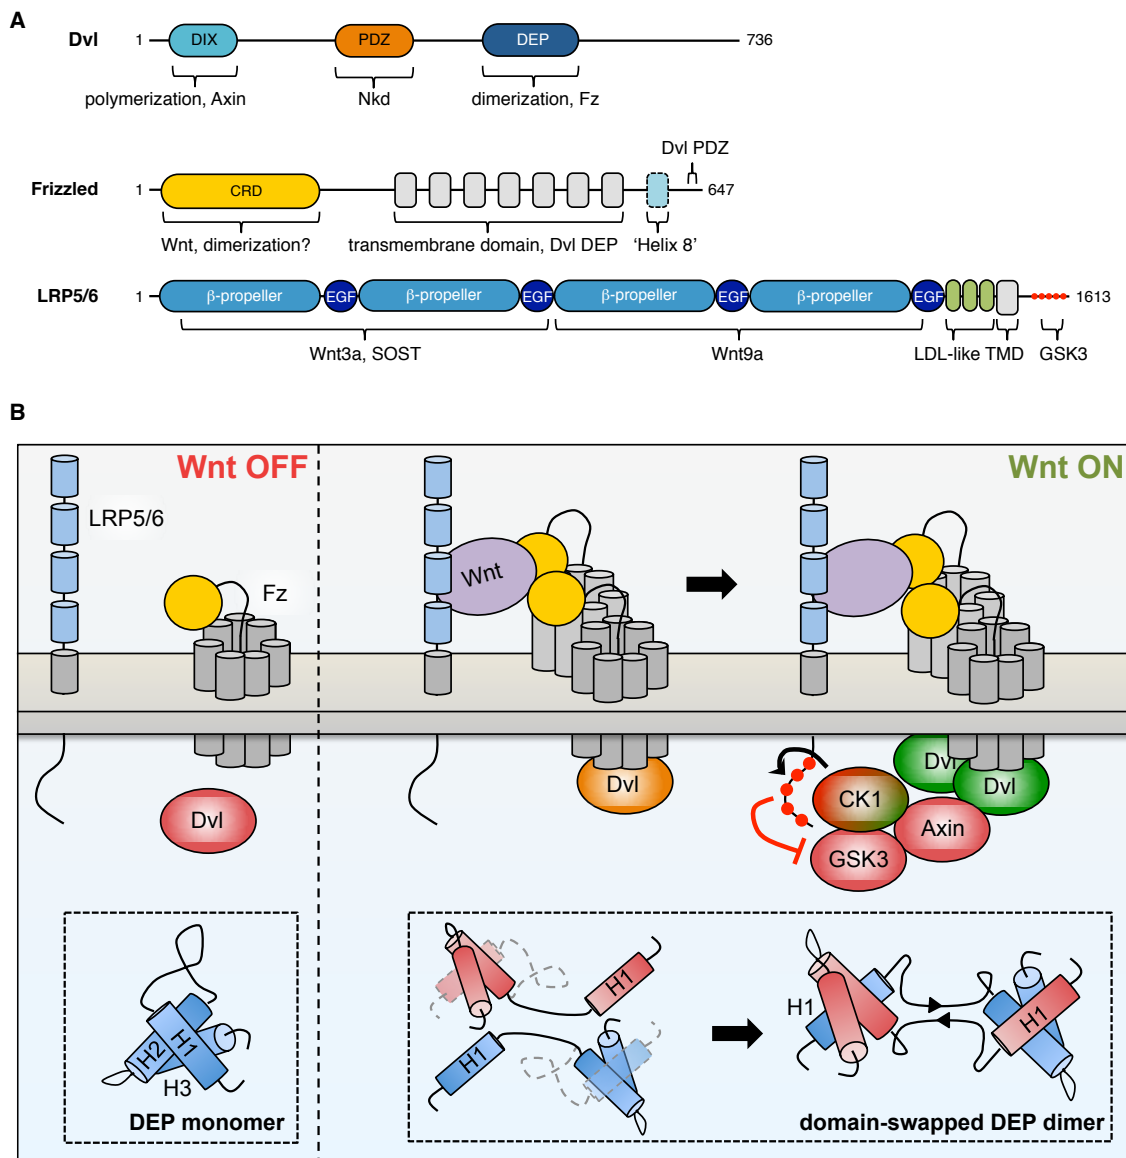 A
Dvl 1 DIX PDZ DEP 736
polymerization, Axin Nkd dimerization, Fz
Dvl PDZ
Frizzled 1 CRD 647
Wnt, dimerization? transmembrane domain, Dvl DEP 'Helix 8'
LRP5/6 1 β-propeller EGF β-propeller EGF β-propeller EGF β-propeller EGF 1613
Wnt3a, SOST Wnt9a LDL-like TMD GSK3
B
Wnt OFF Wnt ON
LRP5/6
Fz
Wnt
Dvl
Dvl
Dvl
Dvl
CK1
Axin
GSK3
H2 H1
H3
DEP monomer
H1
H1
H1
H1
domain-swapped DEP dimer